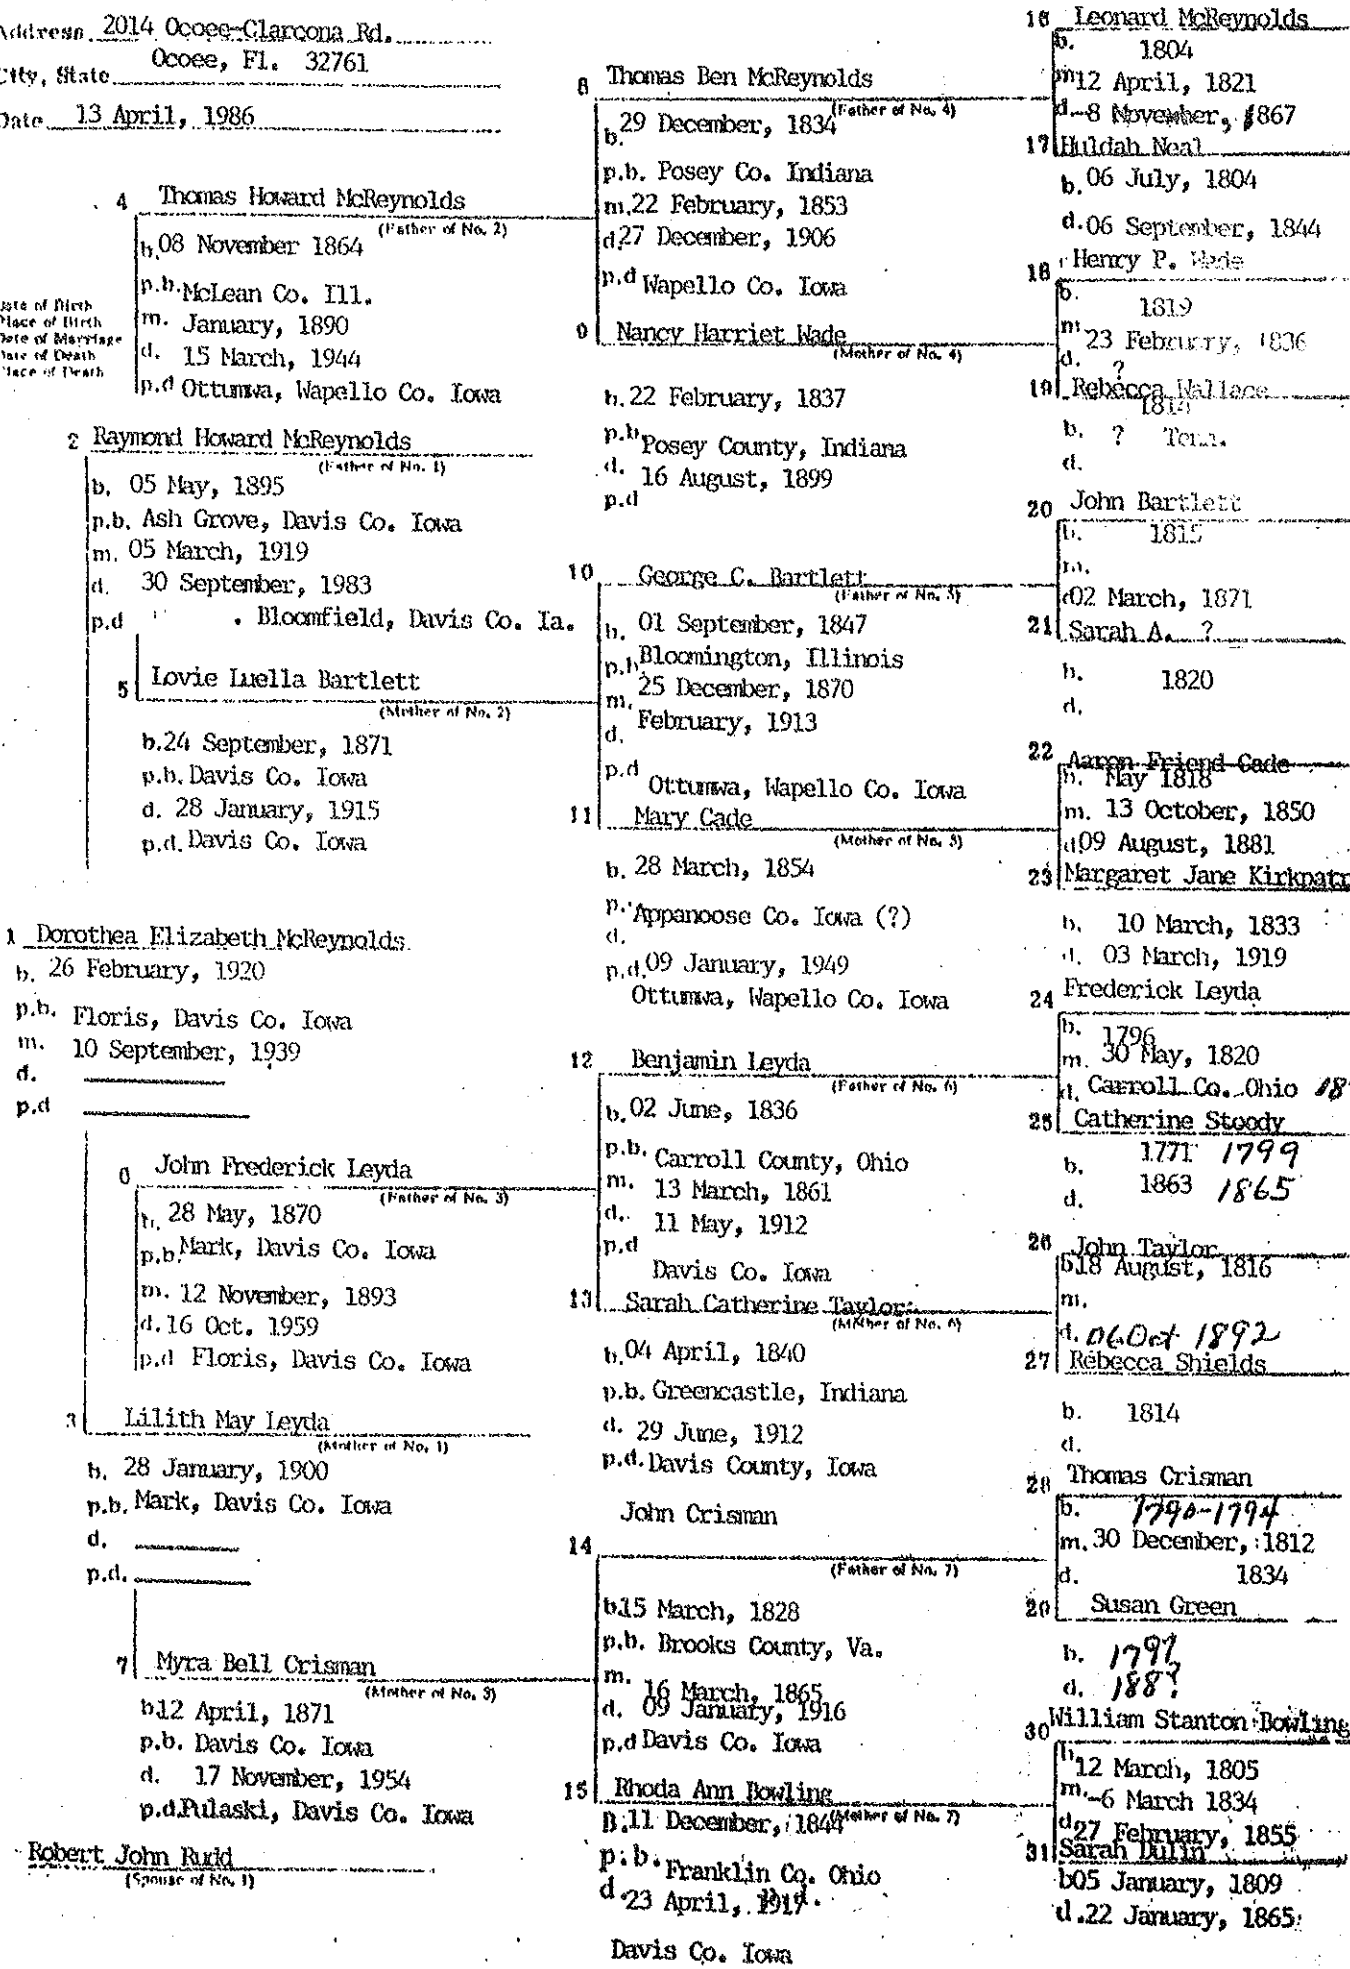 Address 2014 Ocoee-Clarcona Rd.
City, State Ocoee, Fl. 32761
Date 13 April, 1986
Date of Birth
Place of Birth
Date of Marriage
Date of Death
Place of Death
4 Thomas Howard McReynolds
(Father of No. 2)
b. 08 November 1864
p.b. McLean Co. Ill.
m. January, 1890
d. 15 March, 1944
p.d Ottumwa, Wapello Co. Iowa
2 Raymond Howard McReynolds
(Father of No. 1)
b. 05 May, 1895
p.b. Ash Grove, Davis Co. Iowa
m. 05 March, 1919
d. 30 September, 1983
p.d . Bloomfield, Davis Co. Ia.
5 Lovie Luella Bartlett
(Mother of No. 2)
b. 24 September, 1871
p.b. Davis Co. Iowa
d. 28 January, 1915
p.d. Davis Co. Iowa
1 Dorothea Elizabeth McReynolds
b. 26 February, 1920
p.b. Floris, Davis Co. Iowa
m. 10 September, 1939
d.
p.d
6 John Frederick Leyda
(Father of No. 3)
b. 28 May, 1870
p.b. Mark, Davis Co. Iowa
m. 12 November, 1893
d. 16 Oct. 1959
p.d Floris, Davis Co. Iowa
3 Lilith May Leyda
(Mother of No. 1)
b. 28 January, 1900
p.b. Mark, Davis Co. Iowa
d.
p.d.
7 Myra Bell Crisman
(Mother of No. 3)
b. 12 April, 1871
p.b. Davis Co. Iowa
d. 17 November, 1954
p.d. Pulaski, Davis Co. Iowa
Robert John Rudd
(Spouse of No. 1)
8 Thomas Ben McReynolds
(Father of No. 4)
b. 29 December, 1834
p.b. Posey Co. Indiana
m. 22 February, 1853
d. 27 December, 1906
p.d Wapello Co. Iowa
9 Nancy Harriet Wade
(Mother of No. 4)
b. 22 February, 1837
p.b Posey County, Indiana
d. 16 August, 1899
p.d
10 George C. Bartlett
(Father of No. 5)
b. 01 September, 1847
p.b Bloomington, Illinois
m. 25 December, 1870
d. February, 1913
p.d Ottumwa, Wapello Co. Iowa
11 Mary Cade
(Mother of No. 5)
b. 28 March, 1854
p. Appanoose Co. Iowa (?)
d.
p.d. 09 January, 1949
Ottumwa, Wapello Co. Iowa
12 Benjamin Leyda
(Father of No. 6)
b. 02 June, 1836
p.b. Carroll County, Ohio
m. 13 March, 1861
d. 11 May, 1912
p.d Davis Co. Iowa
13 Sarah Catherine Taylor
(Mother of No. 6)
b. 04 April, 1840
p.b. Greencastle, Indiana
d. 29 June, 1912
p.d. Davis County, Iowa
John Crisman
14
(Father of No. 7)
b. 15 March, 1828
p.b. Brooks County, Va.
m. 16 March, 1865
d. 09 January, 1916
p.d Davis Co. Iowa
15 Rhoda Ann Bowling
(Mother of No. 7)
B. 11 December, 1844
p.b. Franklin Co. Ohio
d. 23 April, 1917
Davis Co. Iowa
16 Leonard McReynolds
b. 1804
m 12 April, 1821
d. -8 November, 1867
17 Huldah Neal
b. 06 July, 1804
d. 06 September, 1844
18 Henry P. Wade
b. 1819
m 23 February, 1836
d. ?
19 Rebecca Wallace
1814
b. ? Tenn.
d.
20 John Bartlett
b. 1815
m.
d 02 March, 1871
21 Sarah A. ?
b. 1820
d.
22 Aaron Friend Cade
b. May 1818
m. 13 October, 1850
d 09 August, 1881
23 Margaret Jane Kirkpatr
b. 10 March, 1833
d. 03 March, 1919
24 Frederick Leyda
b. 1796
m. 30 May, 1820
d. Carroll Co. Ohio 18
25 Catherine Stoody
b. 1771 1799
d. 1863 1865
26 John Taylor
b 18 August, 1816
m.
d. 06 Oct 1892
27 Rebecca Shields
b. 1814
d.
28 Thomas Crisman
b. 1790-1794
m. 30 December, 1812
d. 1834
29 Susan Green
b.
d. 188?
30 William Stanton Bowling
b. 12 March, 1805
m. -6 March 1834
d 27 February, 1855
31 Sarah Dulin
b 05 January, 1809
d. 22 January, 1865